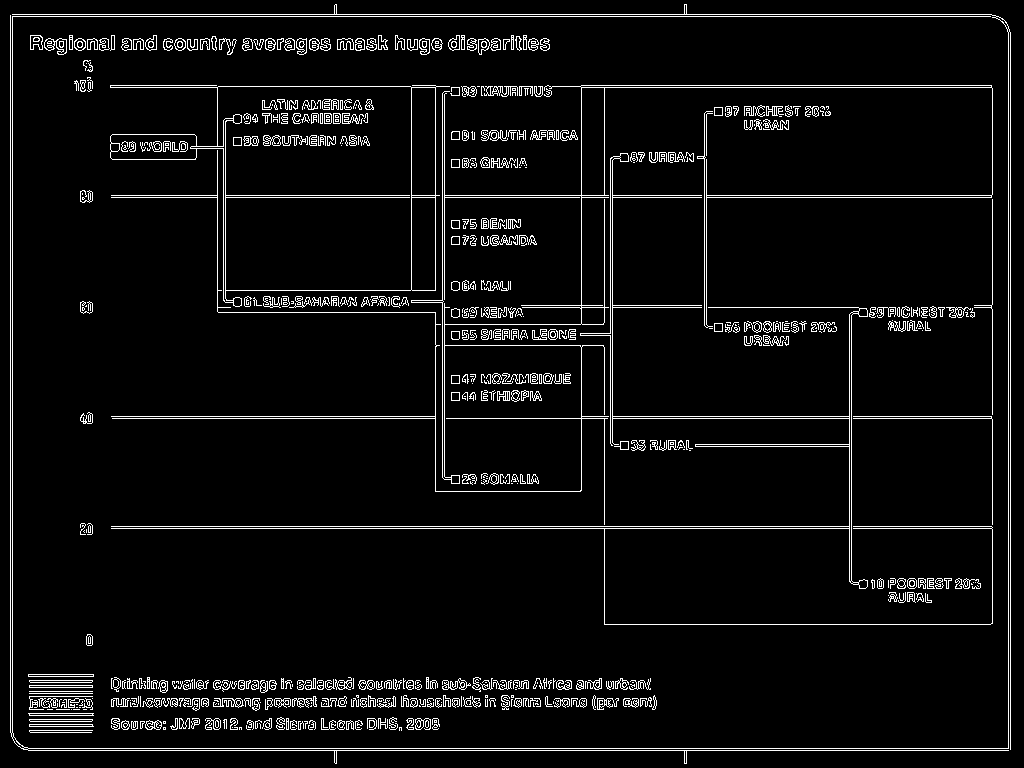 Regional and country averages mask huge disparities
%
100
80
60
40
20
0
89 WORLD
LATIN AMERICA &
94 THE CARIBBEAN
90 SOUTHERN ASIA
61 SUB-SAHARAN AFRICA
99 MAURITIUS
91 SOUTH AFRICA
86 GHANA
75 BENIN
72 UGANDA
64 MALI
59 KENYA
55 SIERRA LEONE
47 MOZAMBIQUE
44 ETHIOPIA
29 SOMALIA
87 URBAN
35 RURAL
97 RICHEST 20%
URBAN
56 POOREST 20%
URBAN
59 RICHEST 20%
RURAL
10 POOREST 20%
RURAL
FIGURE
Drinking water coverage in selected countries in sub-Saharan Africa and urban/
rural coverage among poorest and richest households in Sierra Leone (per cent)
Source: JMP 2012, and Sierra Leone DHS, 2008